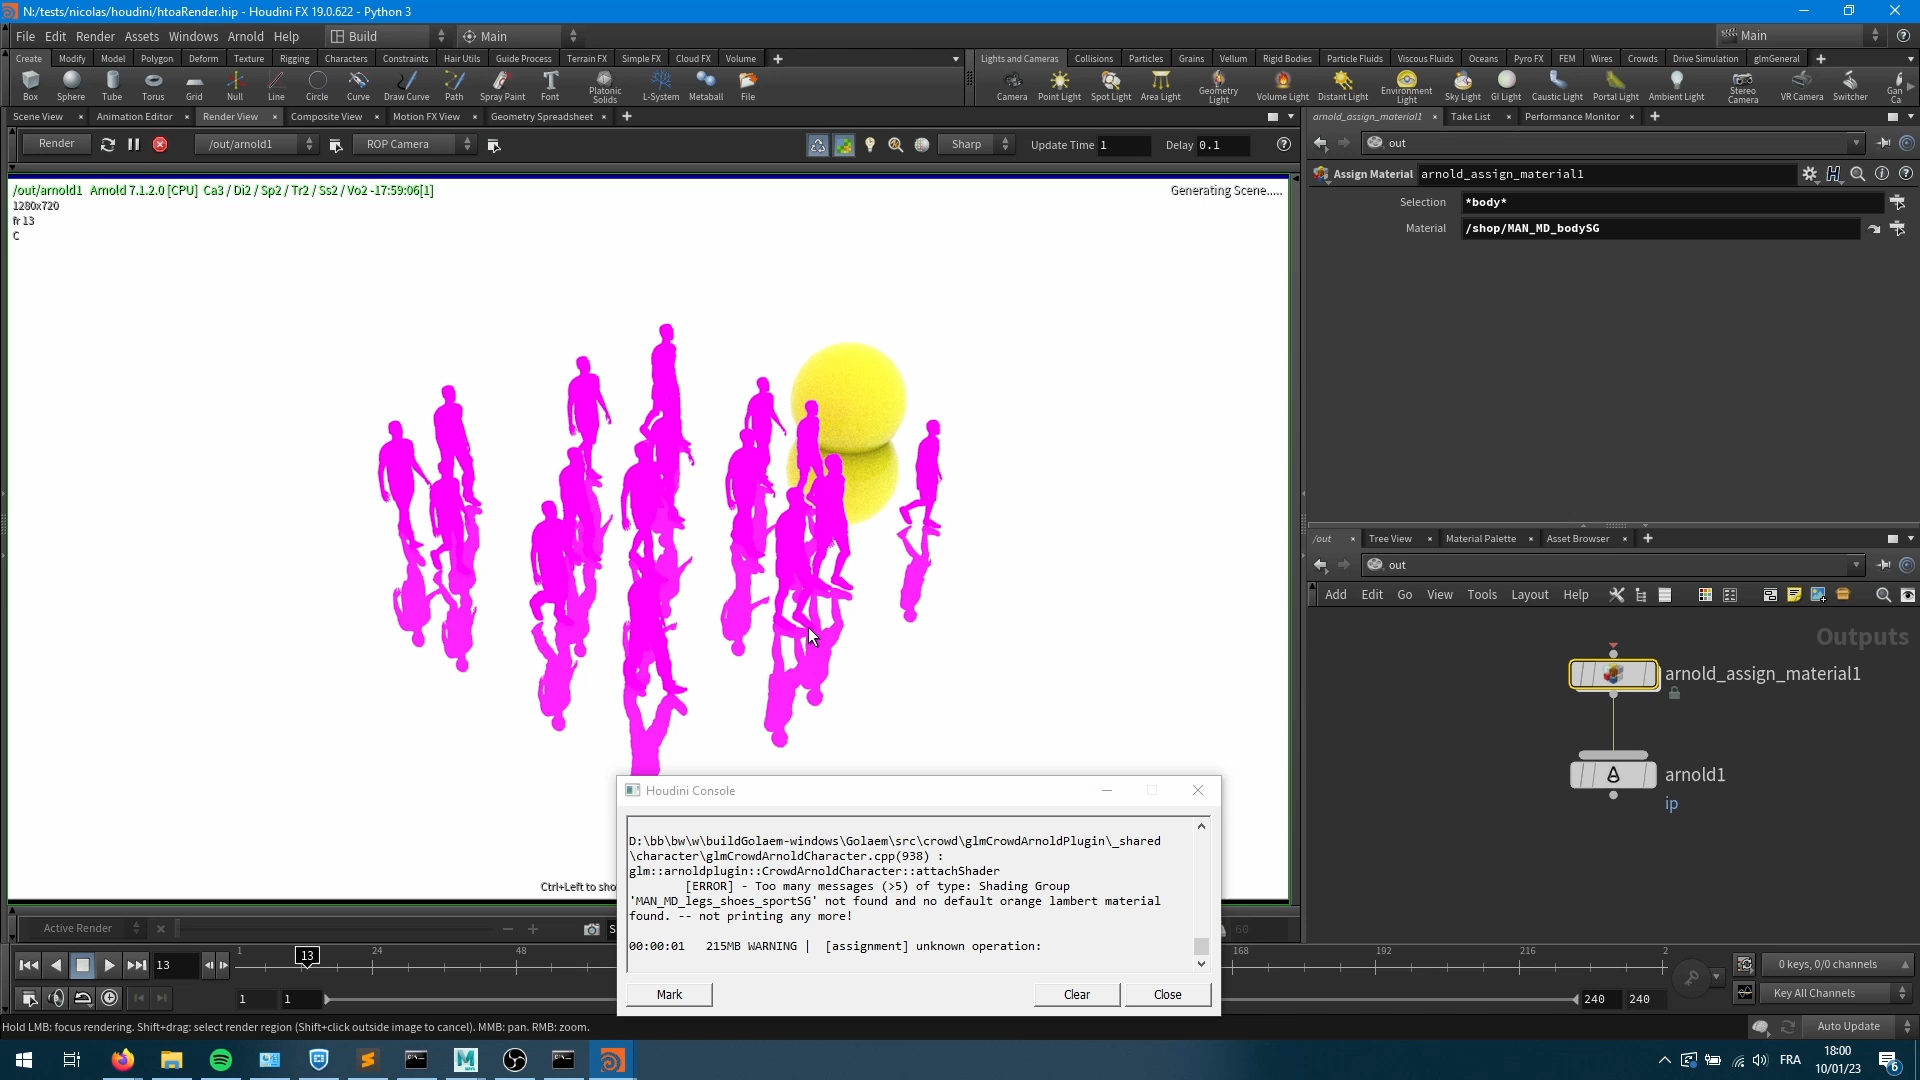 N:/tests/nicolas/houdini/htoaRender.hip - Houdini FX 19.0.622 - Python 3
File Edit Render Assets Windows Arnold Help Build Main Main
Create Modify Model Polygon Deform Texture Rigging Characters Constraints Hair Utils Guide Process Terrain FX Simple FX Cloud FX Volume
Lights and Cameras Collisions Particles Grains Vellum Rigid Bodies Particle Fluids Viscous Fluids Oceans Pyro FX FEM Wires Crowds Drive Simulation glmGeneral
Box Sphere Tube Torus Grid Null Line Circle Curve Draw Curve Path Spray Paint Font Platonic Solids L-System Metaball File
Camera Point Light Spot Light Area Light Geometry Light Volume Light Distant Light Environment Light Sky Light GI Light Caustic Light Portal Light Ambient Light Stereo Camera VR Camera Switcher Gan Ca
Scene View Animation Editor Render View Composite View Motion FX View Geometry Spreadsheet
arnold_assign_material1 Take List Performance Monitor
Render /out/arnold1 ROP Camera Sharp Update Time 1 Delay 0.1
out
Assign Material arnold_assign_material1
Selection *body*
Material /shop/MAN_MD_bodySG
/out/arnold1 Arnold 7.1.2.0 [CPU] Ca3 / Di2 / Sp2 / Tr2 / Ss2 / Vo2 -17:59:06[1]
Generating Scene.....
1280x720
fr 13
C
/out Tree View Material Palette Asset Browser
out
Add Edit Go View Tools Layout Help
Outputs
arnold_assign_material1
arnold1
ip
Houdini Console
D:\bb\bw\w\buildGolaem-windows\Golaem\src\crowd\glmCrowdArnoldPlugin\_shared
\character\glmCrowdArnoldCharacter.cpp(938) :
glm::arnoldplugin::CrowdArnoldCharacter::attachShader
[ERROR] - Too many messages (>5) of type: Shading Group
'MAN_MD_legs_shoes_sportSG' not found and no default orange lambert material
found. -- not printing any more!
00:00:01 215MB WARNING | [assignment] unknown operation:
Mark Clear Close
Ctrl+Left to sho
Active Render S 60
1 24 48 168 192 216 2
13
13
0 keys, 0/0 channels
1 1 240 240
Key All Channels
Hold LMB: focus rendering. Shift+drag: select render region (Shift+click outside image to cancel). MMB: pan. RMB: zoom.
Auto Update
FRA
18:00
10/01/23
6